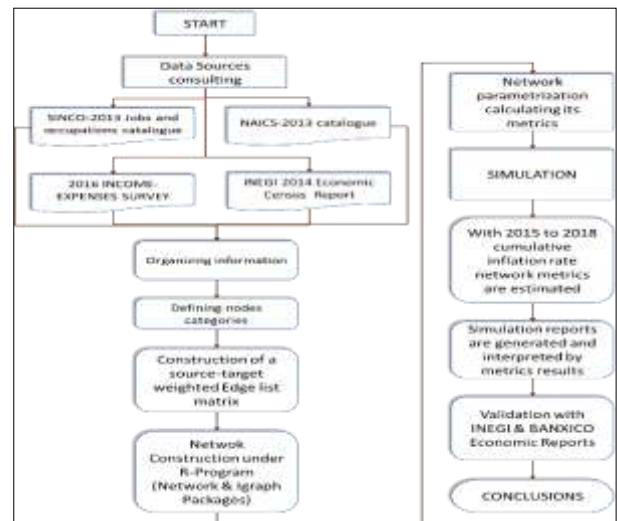 START
Data Sources
consulting
SINCO-2011 Jobs and
occupations catalogue
NAICS-2013 catalogue
2016 INCOME-
EXPENSES SURVEY
INEGI 2014 Economic
Census Report
Organizing information
Defining nodes
categories
Construction of a
source-target
weighted Edge list
matrix
Netwok
Construction under
R-Program
(Network & Igraph
Packages)
Network
parametrization
calculating its
metrics
SIMULATION
With 2015 to 2018
cumulative
inflation rate
network metrics
are estimated
Simulation reports
are generated and
interpreted by
metrics results
Validation with
INEGI & BANXICO
Economic Reports
CONCLUSIONS